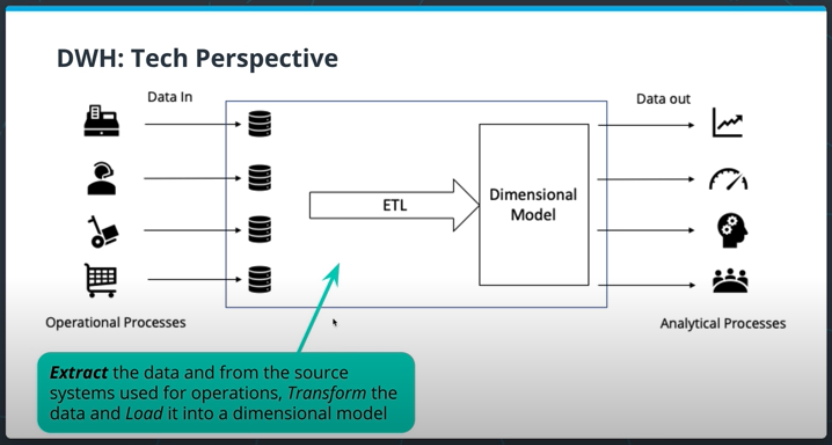 DWH: Tech Perspective
Data In
Data out
ETL
Dimensional
Model
Operational Processes
Analytical Processes
Extract the data and from the source
systems used for operations, Transform the
data and Load it into a dimensional model